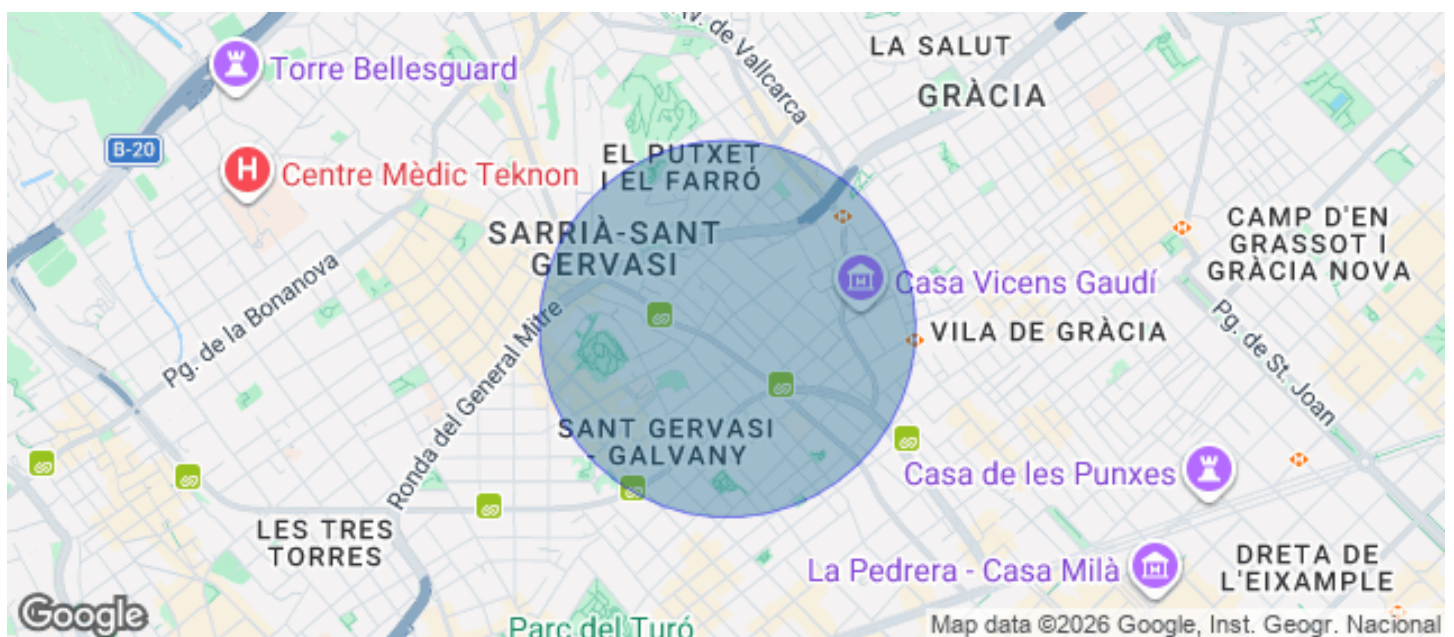 Av. de Vallcarca
LA SALUT
Torre Bellesguard
GRÀCIA
B-20
EL PUTXET
I EL FARRÓ
H
Centre Mèdic Teknon
CAMP D'EN
GRASSOT I
GRÀCIA NOVA
SARRIÀ-SANT
GERVASI
Casa Vicens Gaudí
Pg. de la Bonanova
VILA DE GRÀCIA
Pg. de St. Joan
Ronda del General Mitre
SANT GERVASI
- GALVANY
Casa de les Punxes
LES TRES
TORRES
DRETA DE
L'EIXAMPLE
La Pedrera - Casa Milà
Google
Parc del Turó
Map data ©2026 Google, Inst. Geogr. Nacional